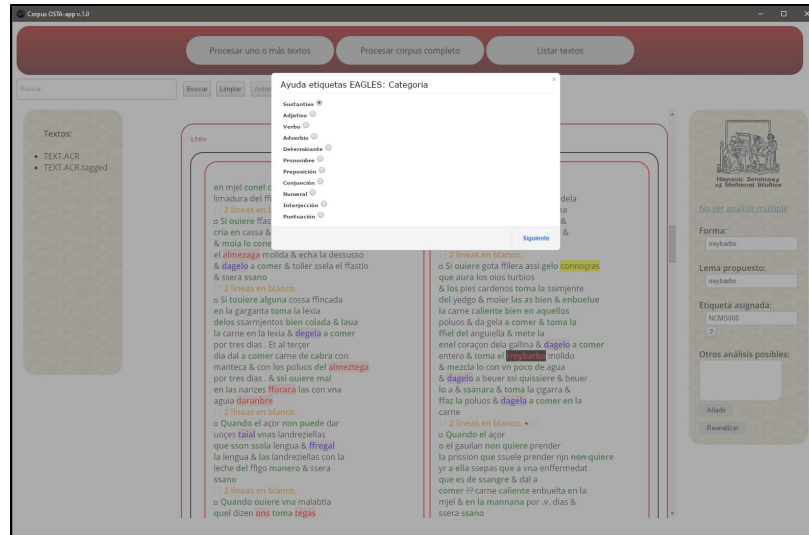 Corpus OSTA-app v.1.0
Procesar uno o más textos
Procesar corpus completo
Listar textos
Buscar
Buscar
Limpiar
Textos:
TEXT.ACR
TEXT.ACR.tagged
Ayuda etiquetas EAGLES: Categoría
×
Sustantivo
Adjetivo
Verbo
Adverbio
Determinante
Pronombre
Preposición
Conjunción
Numeral
Interjección
Puntuación
Siguiente
en mjel conel
limadura del
2 líneas en
Si ouiere
cria en cassa &
& moia lo
el almezaga molida & echa la dessusso
& dagelo a comer & toller ssela el ffastio
& ssera ssano
2 líneas en blanco.
Si touiere alguna cossa ffincada
en la garganta toma la lexia
delos ssarmjentos bien colada & laua
la carne en la lexia & degela a comer
por tres dias . Et al terçer
dia dal a comer carne de cabra con
manteca & con los poluos del almeztega
por tres dias . & ssi ouiere mal
en las narizes fforaca las con vna
aguia daranbre
2 líneas en blanco.
Quando el açor non puede dar
uoçes taial vnas landreziellas
que sson ssola lengua & ffregal
la lengua & las landreziellas con la
leche del ffigo manero & ssera
ssano
2 líneas en blanco.
Quando ouiere vna malabtia
quel dizen ons toma tegas
dela
&
&
2 líneas en blanco.
Si ouiere gota ffilera assi gelo connoçras
que aura los oios turbios
& los pies cardenos toma la ssimjente
del yedgo & moler las as bien & enbuelue
la carne caliente bien en aquellos
poluos & da gela a comer & toma la
ffiel del anguiella & mete la
enel coraçon dela gallina & dagelo a comer
entero & toma el rreybarbo molido
& mezcla lo con vn poco de agua
& dagelo a beuer ssi quissiere & beuer
lo a & ssanara & toma la çigarra &
ffaz la poluos & dagela a comer en la
carne
2 líneas en blanco. +
Quando el açor
o el gauilan non quiere prender
la prission que ssuele prender njn non quiere
yr a ella ssepas que a vna enffermedat
que es de ssangre & dal a
comer ?? carne caliente enbuelta en la
mjel & en la mannana por .v. dias &
ssera ssano
Hispanic Seminary
of Medieval Studies
No ver análisis múltiple
Forma:
rreybarbo
Lema propuesto:
rreybarbo
Etiqueta asignada:
NCMS000
?
Otros análisis posibles:
Añadir
Reanalizar